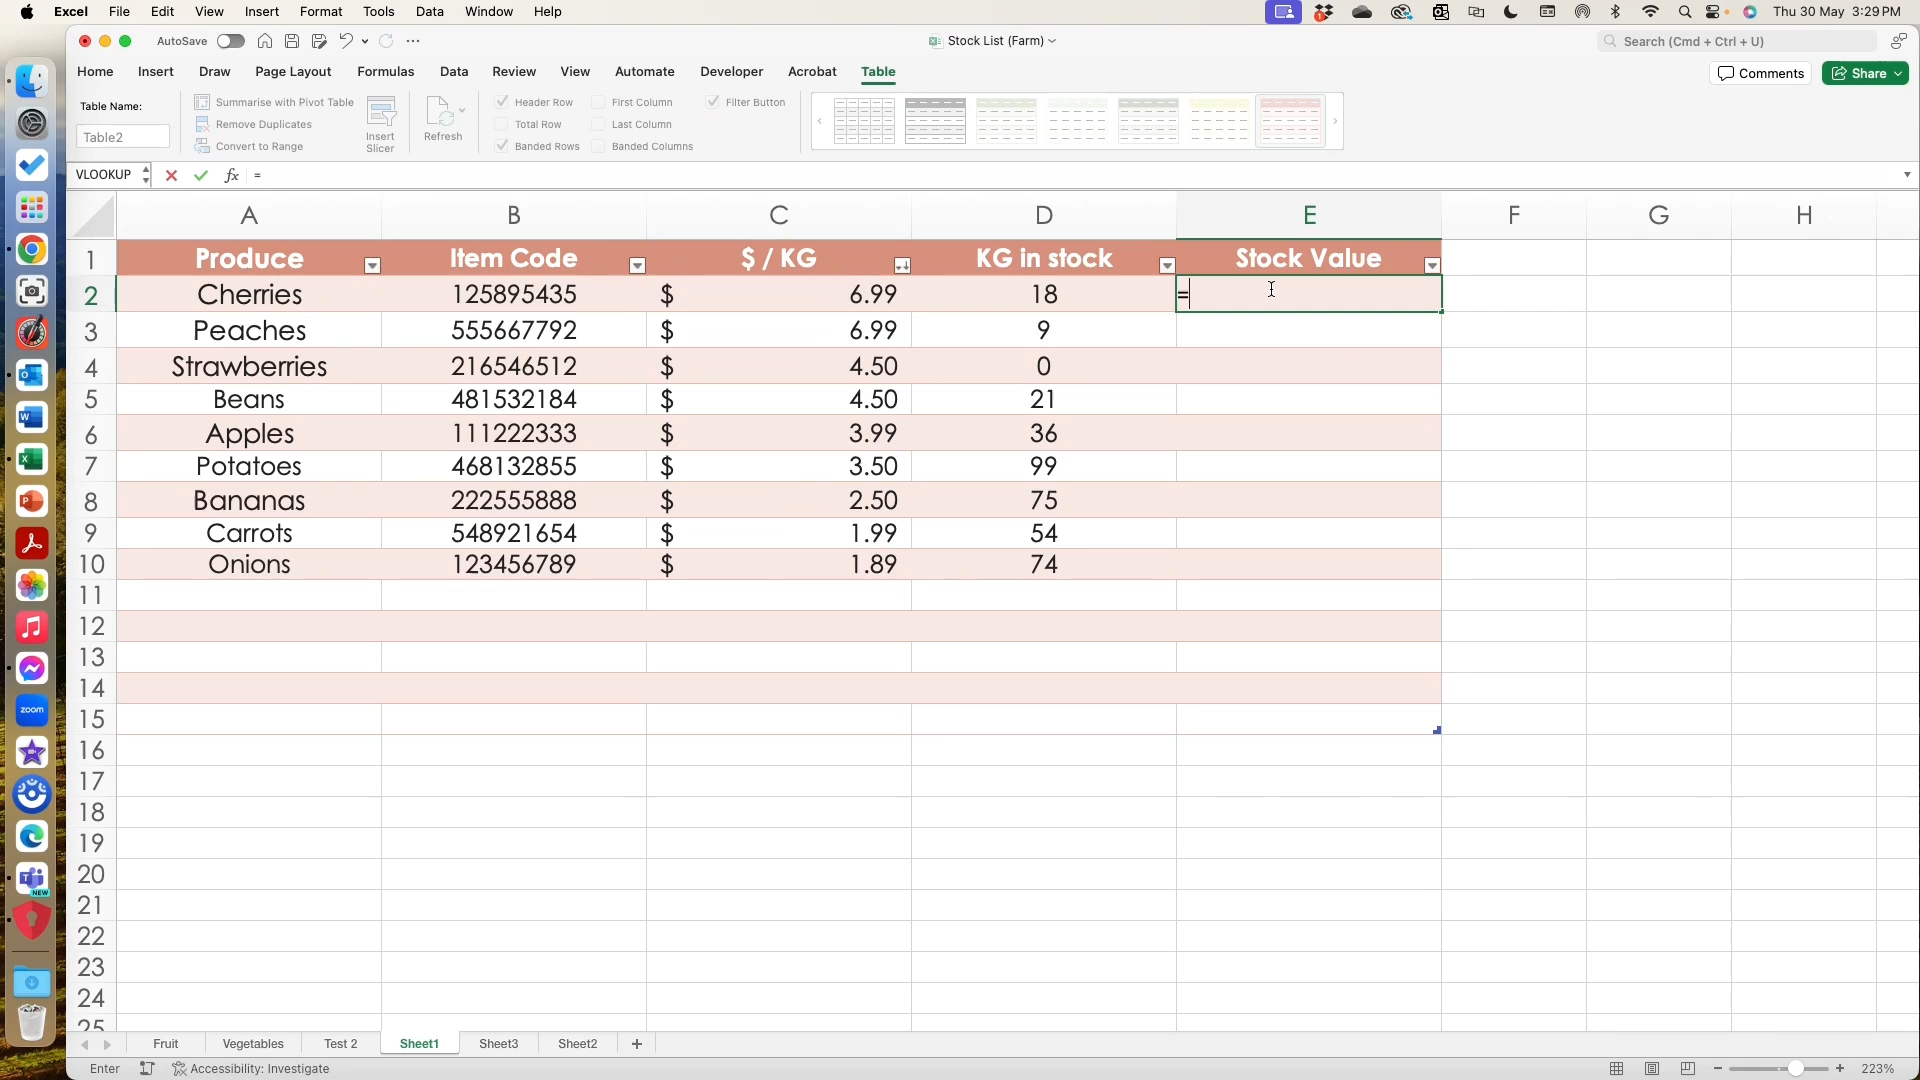 Excel File Edit View Insert Format Tools Data Window Help Thu 30 May 3:29 PM
AutoSave Stock List (Farm) Search (Cmd + Ctrl + U)
Home Insert Draw Page Layout Formulas Data Review View Automate Developer Acrobat Table Comments Share
Table Name: Summarise with Pivot Table Header Row First Column Filter Button
Remove Duplicates Total Row Last Column
Table2 Convert to Range Insert Slicer Refresh Banded Rows Banded Columns
VLOOKUP fx =
A B C D E F G H
1 Produce Item Code $ / KG KG in stock Stock Value
2 Cherries 125895435 $ 6.99 18 =
3 Peaches 555667792 $ 6.99 9
4 Strawberries 216546512 $ 4.50 0
5 Beans 481532184 $ 4.50 21
6 Apples 111222333 $ 3.99 36
7 Potatoes 468132855 $ 3.50 99
8 Bananas 222555888 $ 2.50 75
9 Carrots 548921654 $ 1.99 54
10 Onions 123456789 $ 1.89 74
11
12
13
14
15
16
17
18
19
20
21
22
23
24
25
zoom
NEW
Fruit Vegetables Test 2 Sheet1 Sheet3 Sheet2 +
Enter Accessibility: Investigate 223%